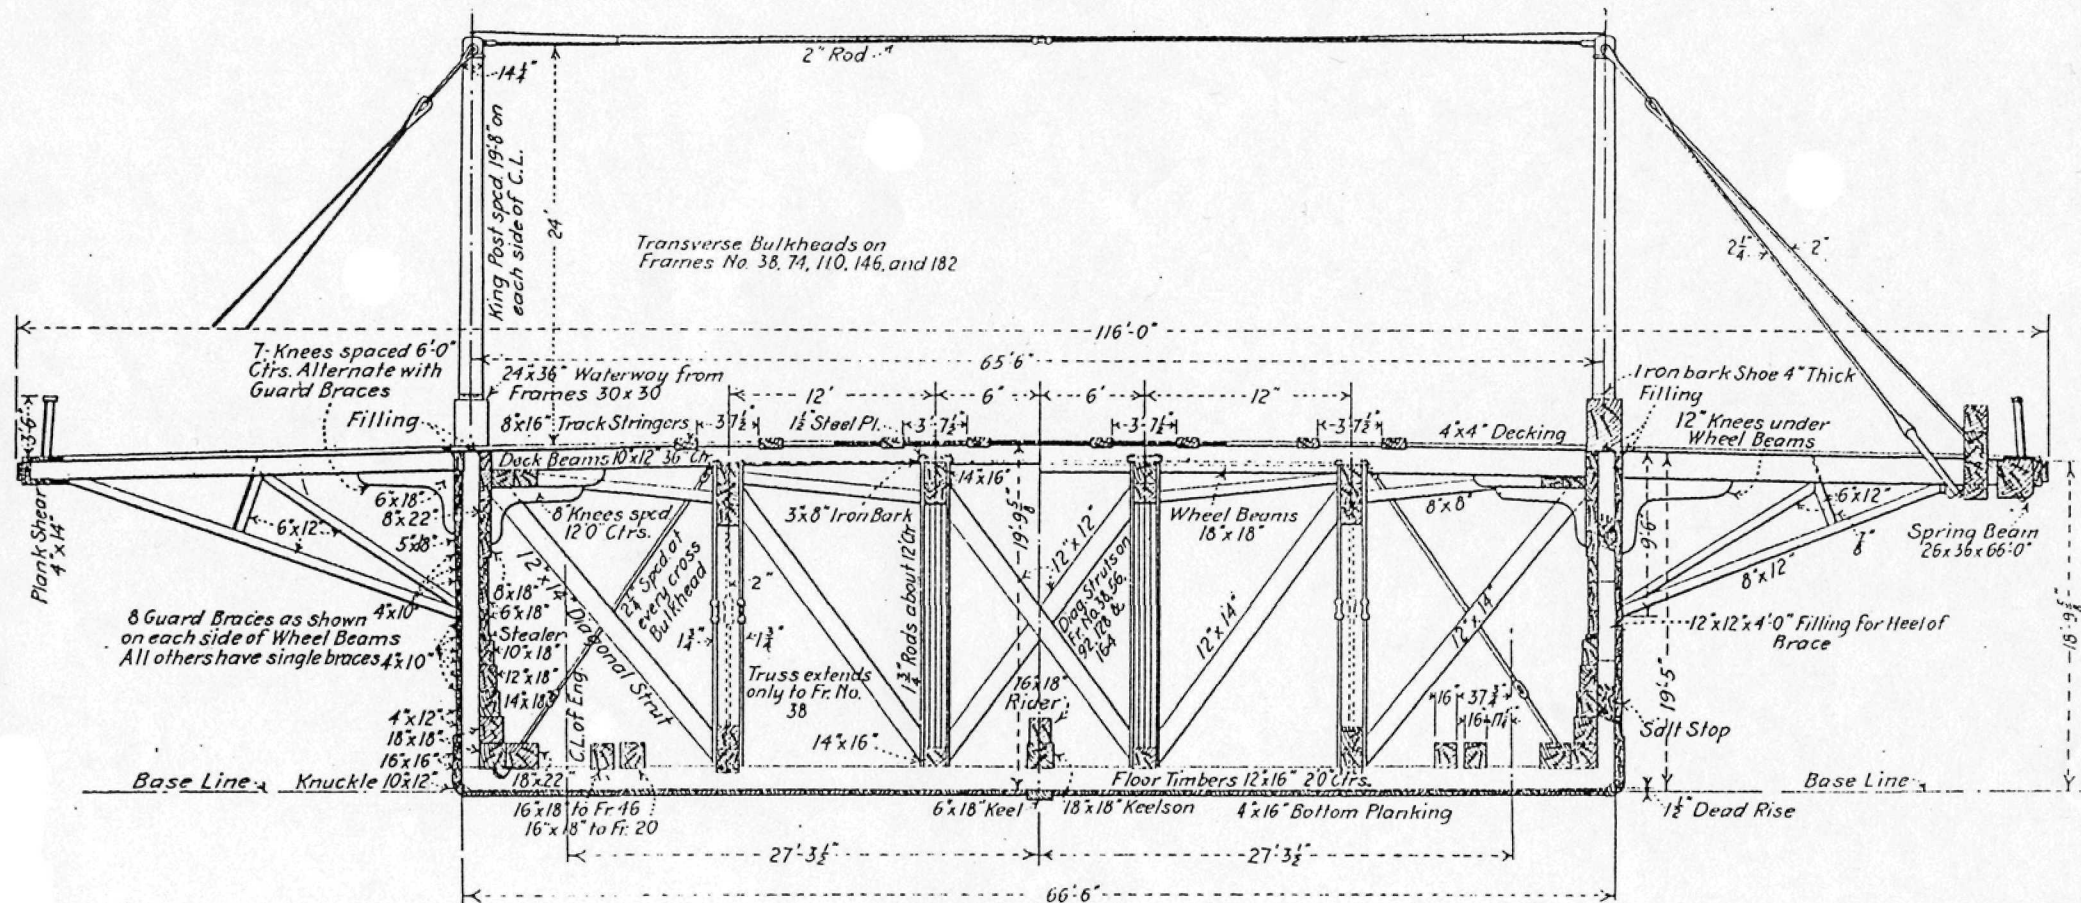 2" Rod
14¼"
King Post spcd. 19'-8" on
each side of C.L.
24'
Transverse Bulkheads on
Frames No. 38, 74, 110, 146, and 182
2¼"
2"
116'-0"
65'6"
7-Knees spaced 6'-0"
Ctrs. Alternate with
Guard Braces
24"x36" Waterway from
Frames 30 x 30
12'
6"
6'
12"
Iron bark Shoe 4" Thick
Filling
Filling
3'-6"
8"x16" Track Stringers
3-7½"
1½" Steel Pl.
3-7½"
3-7½"
3-7½"
4"x4" Decking
12" Knees under
Wheel Beams
Deck Beams 10"x12" 36" Ctr
Plank Shear
4"x14"
6"x18"
8"x22"
5"x18"
6"x12"
8" Knees spcd
12'0" Ctrs.
3"x8" Iron Bark
14"x16"
19'-9⅝"
Wheel Beams
18"x18"
8"x8"
9'-6"
6"x12"
⅞"
8"x12"
Spring Beam
26x36x66'-0"
18'-9⅝"
12"x14" Diagonal Strut
2¼" Spcd at
every cross
Bulkhead
2"
12"x12"
Diag. Struts on
Fr. No. 38, 56,
92, 128 &
164
12"x14"
12"x14"
8 Guard Braces as shown
on each side of Wheel Beams
All others have single braces
4"x10"
4"x10"
8"x18"
6"x18"
Stealer
10"x18"
12"x18"
14"x18"
1¾"
1¾"
Truss extends
only to Fr. No.
38
1¾" Rods about 12 Ctr
16"x18"
Rider
16"
37¾"
12"x12"x4'-0" Filling for Heel of
Brace
19'-5"
Salt Stop
4"x12"
18"x18"
16"x16"
C.L. of Eng.
14"x16"
Base Line
Knuckle 10"x12"
18"x22"
Floor Timbers 12"x16" 20" Ctrs.
Base Line
16"x18" to Fr. 46
16"x18" to Fr. 20
6"x18" Keel
18"x18" Keelson
4"x16" Bottom Planking
1½" Dead Rise
27'-3½"
27'-3½"
66'-6"